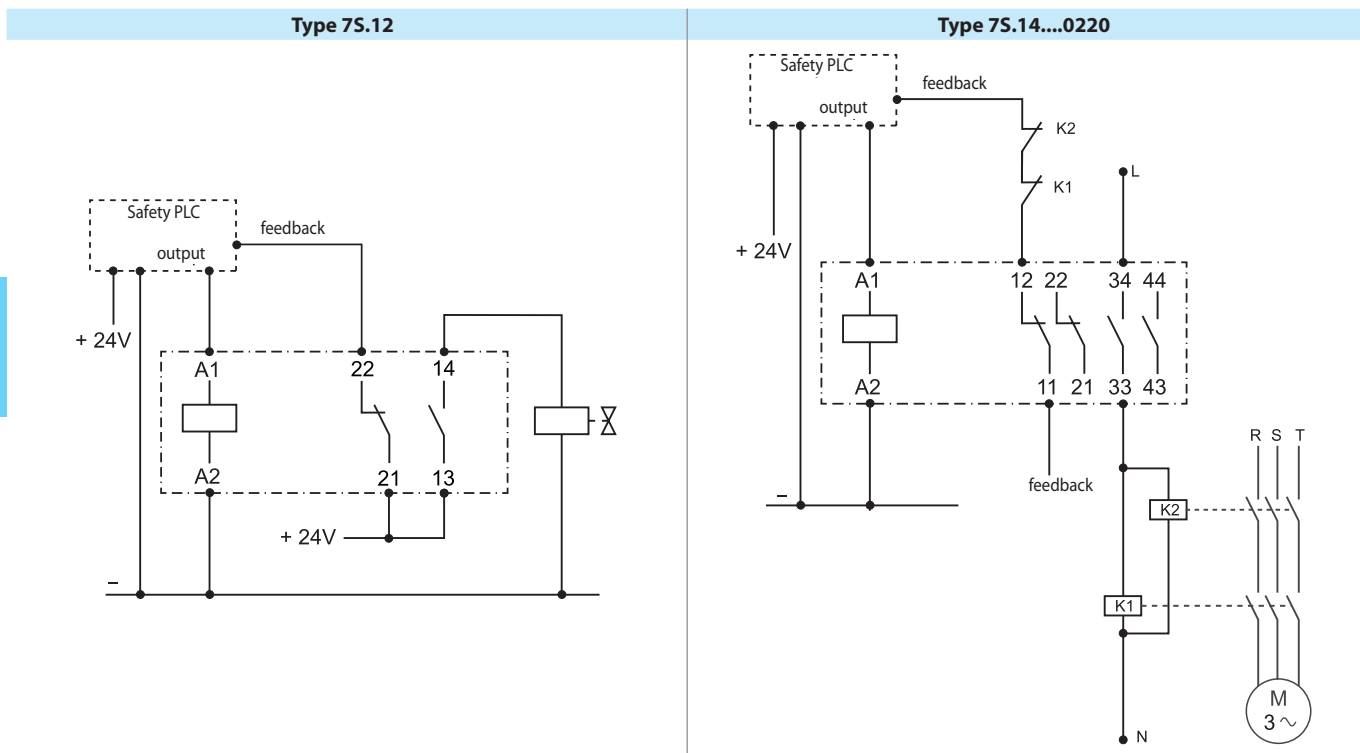 Type 7S.12
Safety PLC
output
feedback
+ 24V
A1
22
14
A2
21
13
+ 24V
–
Type 7S.14....0220
Safety PLC
output
feedback
K2
K1
L
+ 24V
A1
12 22
34 44
A2
11 21
33 43
–
feedback
R S T
K2
K1
M
3 ~
N